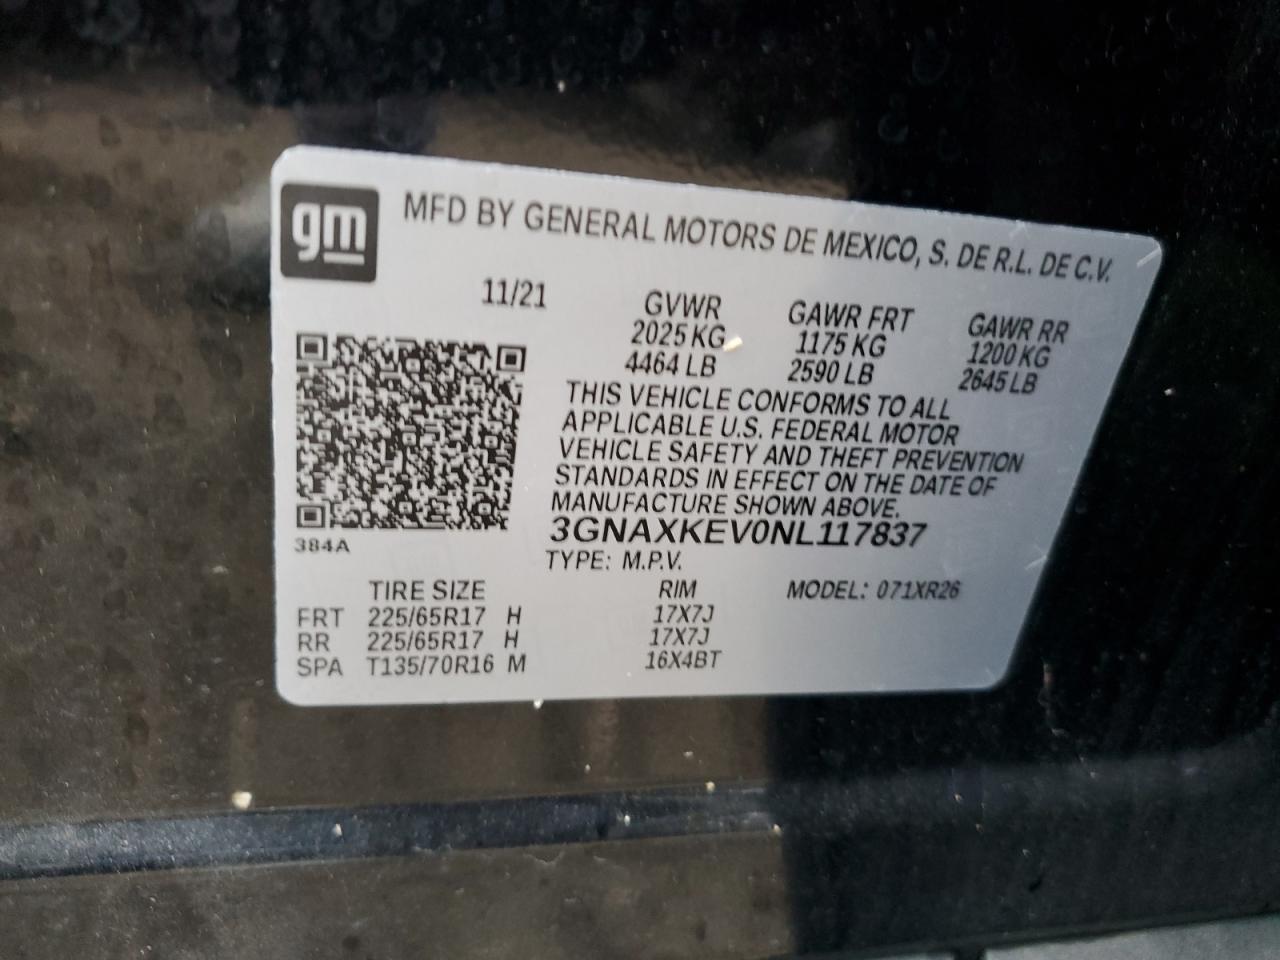 gm
MFD BY GENERAL MOTORS DE MEXICO, S. DE R.L. DE C.V.
11/21 GVWR GAWR FRT GAWR RR
2025 KG 1175 KG 1200 KG
4464 LB 2590 LB 2645 LB
THIS VEHICLE CONFORMS TO ALL
APPLICABLE U.S. FEDERAL MOTOR
VEHICLE SAFETY AND THEFT PREVENTION
STANDARDS IN EFFECT ON THE DATE OF
MANUFACTURE SHOWN ABOVE.
3GNAXKEV0NL117837
384A
TYPE: M.P.V.
TIRE SIZE RIM MODEL: 071XR26
FRT 225/65R17 H 17X7J
RR 225/65R17 H 17X7J
SPA T135/70R16 M 16X4BT